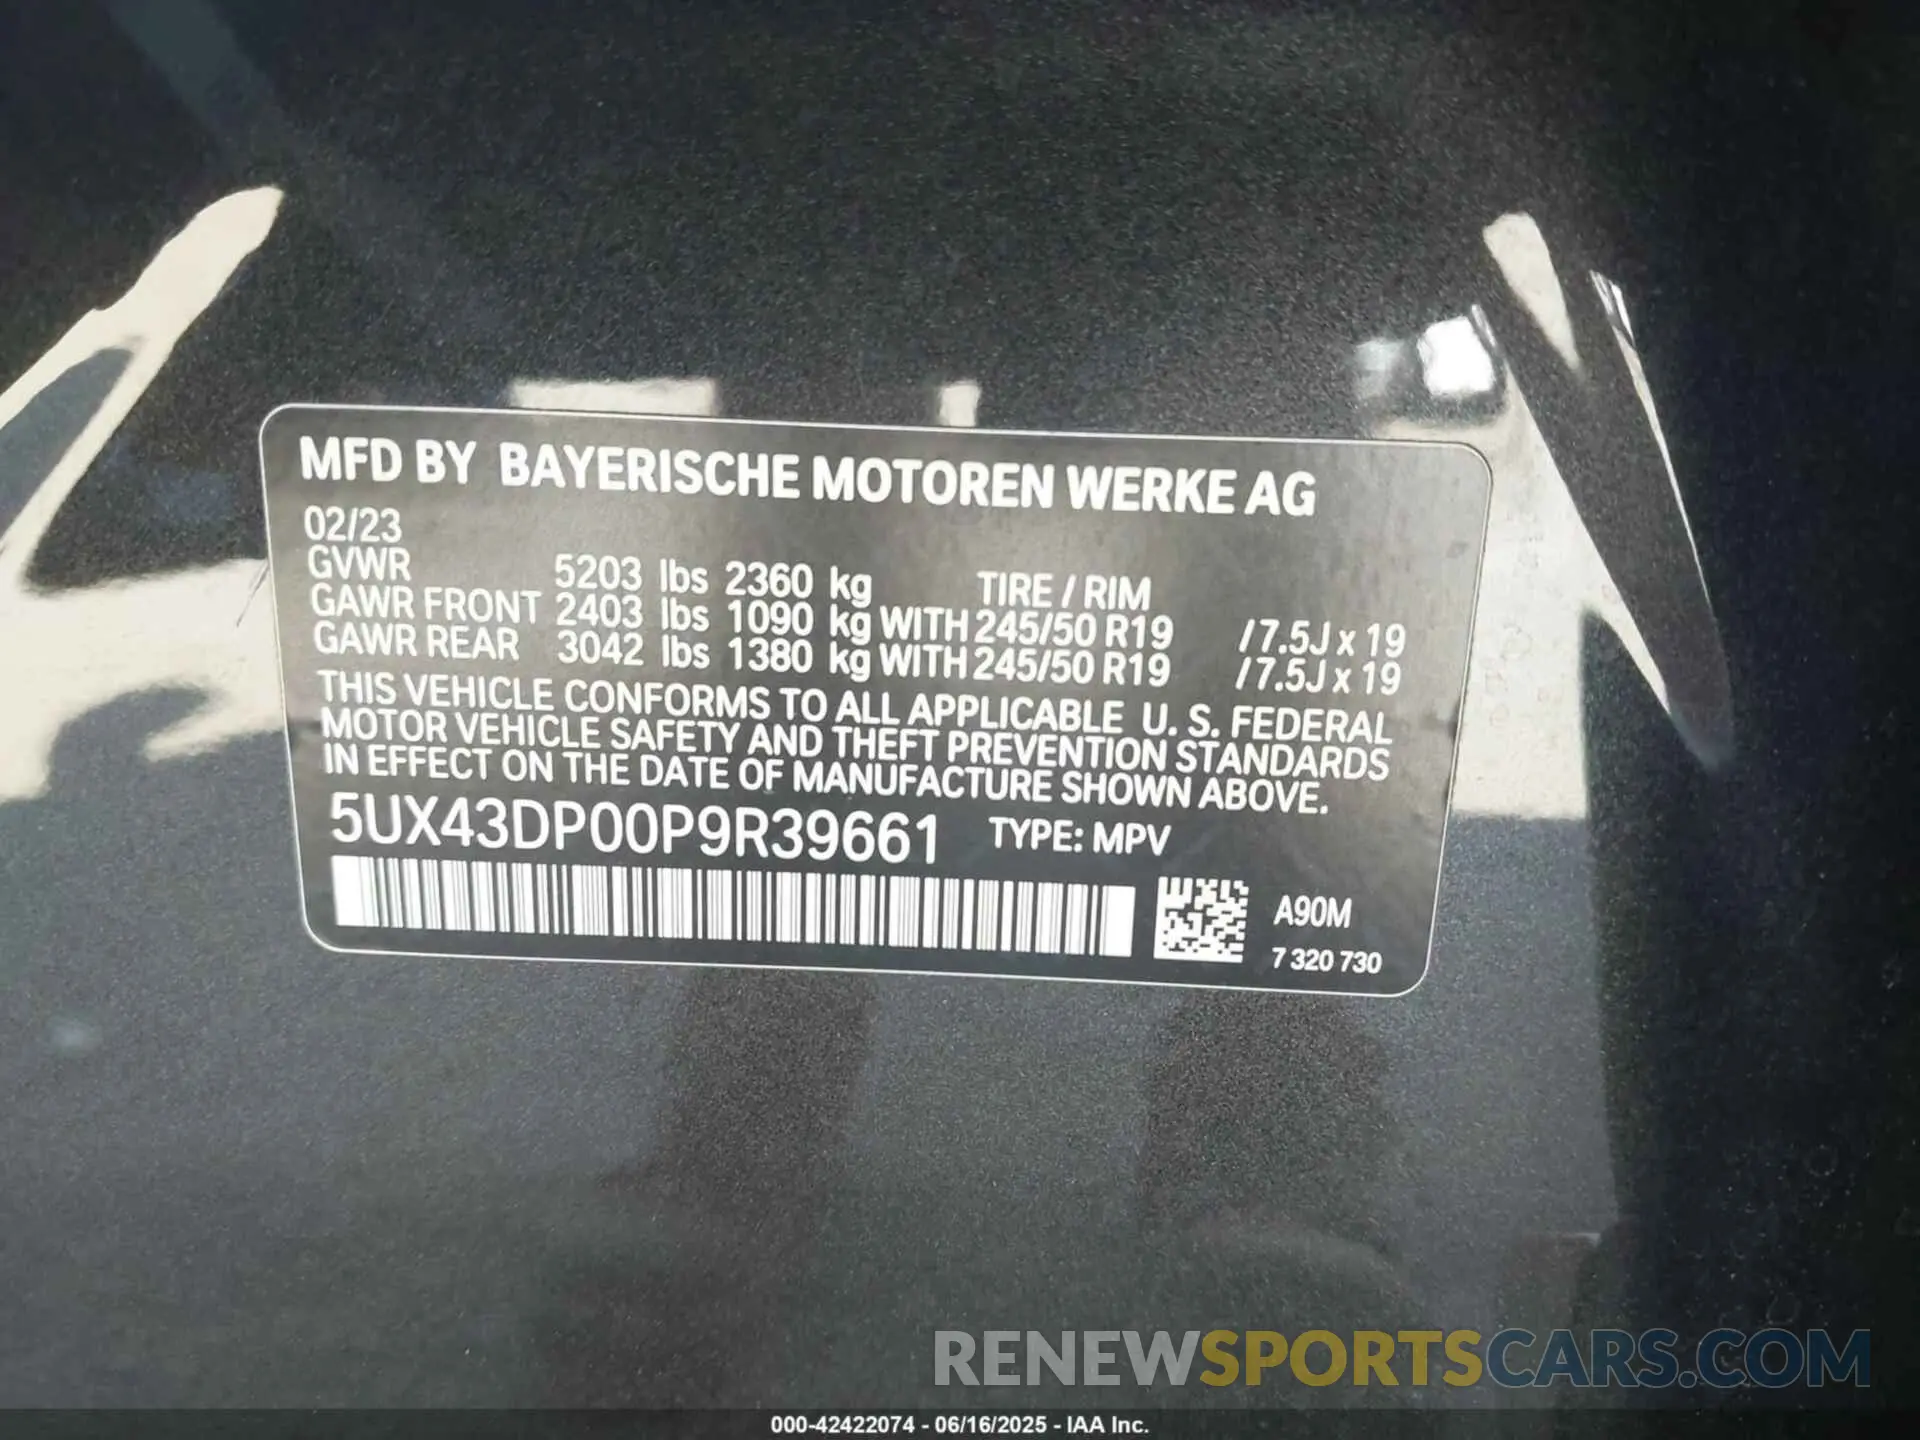 MFD BY BAYERISCHE MOTOREN WERKE AG
02/23
GVWR 5203 lbs 2360 kg TIRE / RIM
GAWR FRONT 2403 lbs 1090 kg WITH 245/50 R19 /7.5J x 19
GAWR REAR 3042 lbs 1380 kg WITH 245/50 R19 /7.5J x 19
THIS VEHICLE CONFORMS TO ALL APPLICABLE U. S. FEDERAL
MOTOR VEHICLE SAFETY AND THEFT PREVENTION STANDARDS
IN EFFECT ON THE DATE OF MANUFACTURE SHOWN ABOVE.
5UX43DP00P9R39661 TYPE: MPV
A90M
7 320 730
RENEWSPORTSCARS.COM
000-42422074 - 06/16/2025 - IAA Inc.